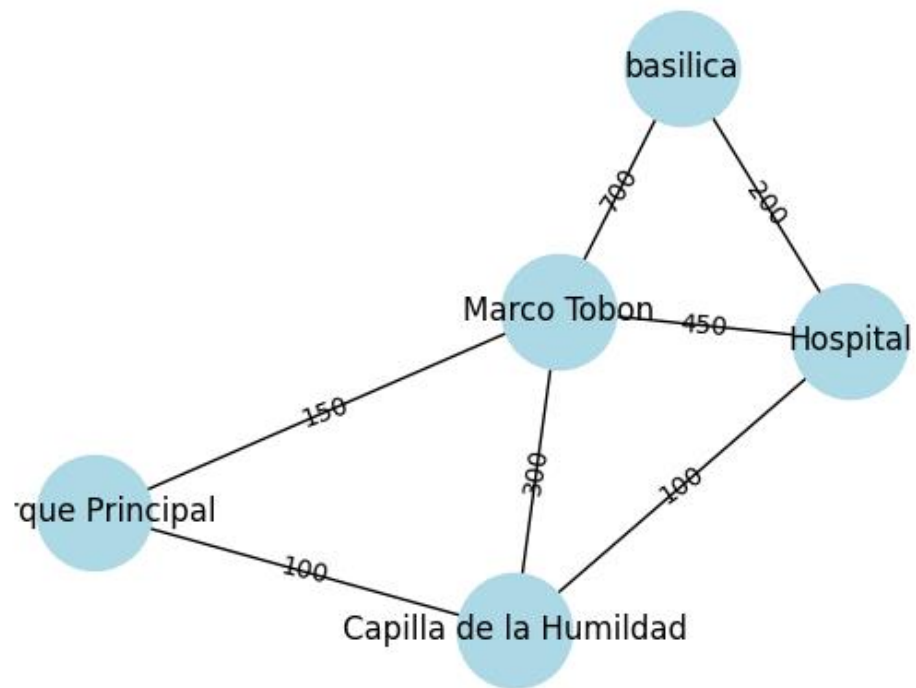 basilica
700
200
Marco Tobon
450
Hospital
150
300
100
rque Principal
100
Capilla de la Humildad